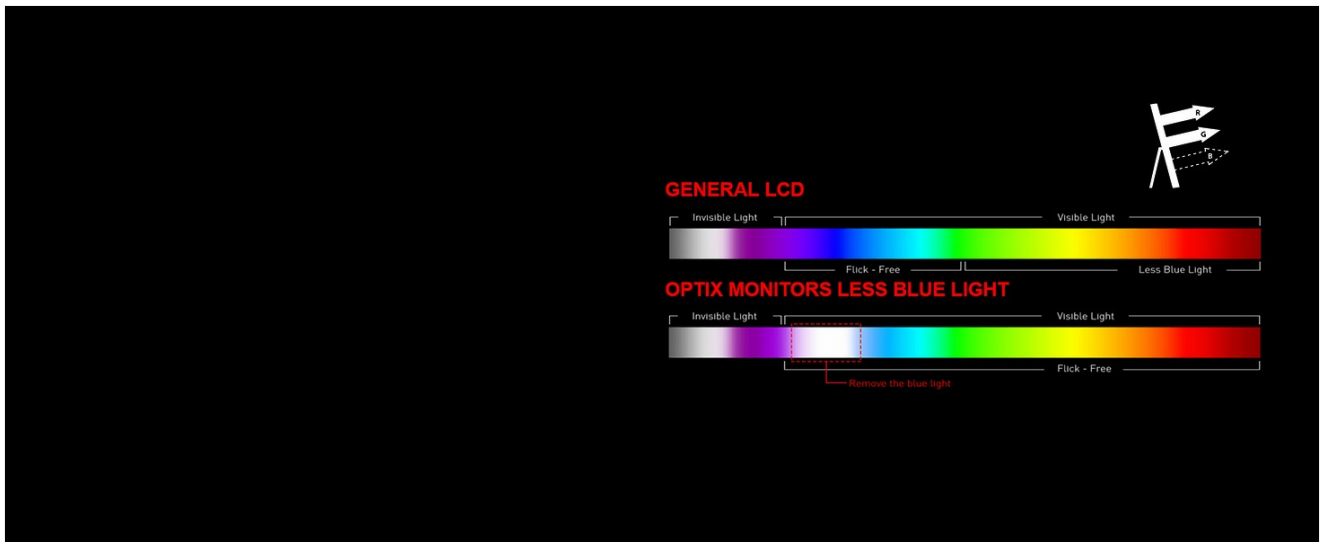 R
G
B
GENERAL LCD
Invisible Light Visible Light
Flick - Free Less Blue Light
OPTIX MONITORS LESS BLUE LIGHT
Invisible Light Visible Light
Flick - Free
Remove the blue light